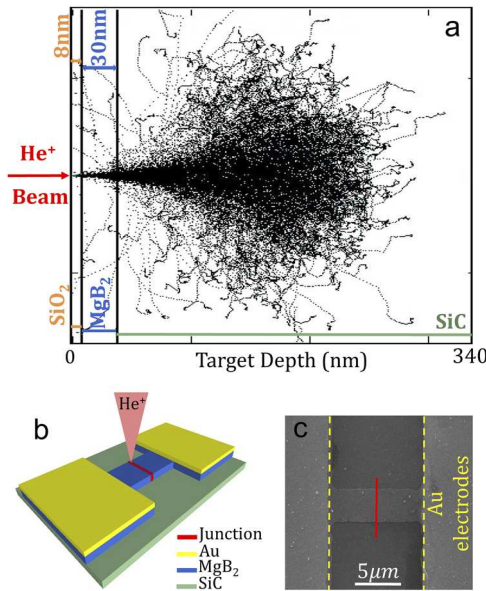 a
8nm
30nm
He+
Beam
SiO2
MgB2
SiC
0
Target Depth (nm)
340
b
He+
Junction
Au
MgB2
SiC
c
Au
electrodes
5μm